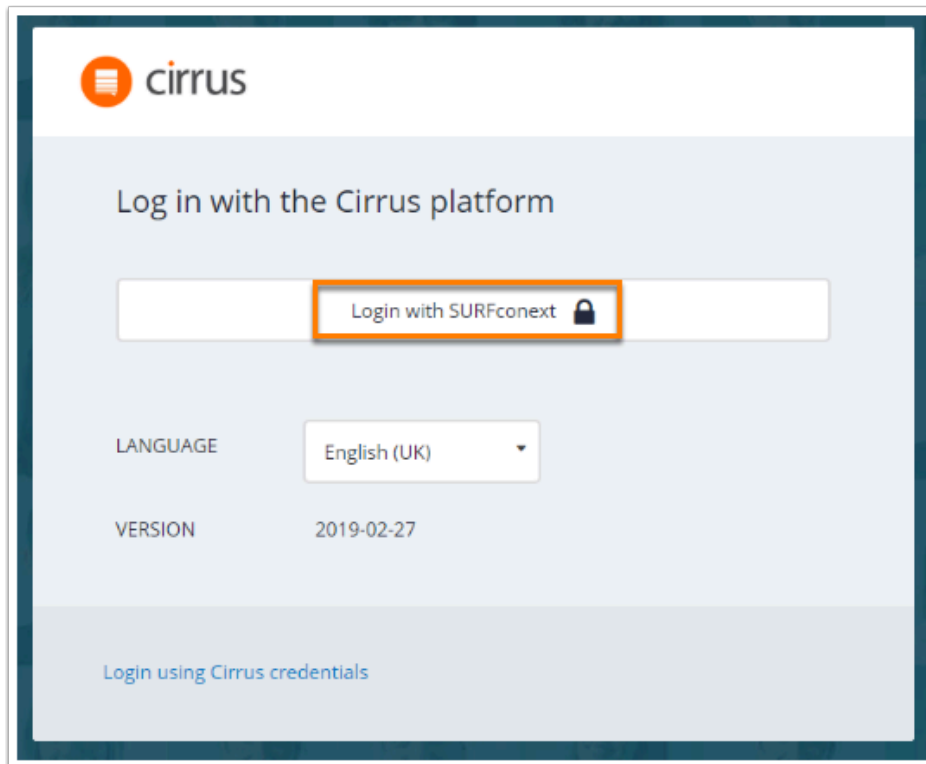 cirrus
Log in with the Cirrus platform
Login with SURFconext
LANGUAGE English (UK)
VERSION 2019-02-27
Login using Cirrus credentials